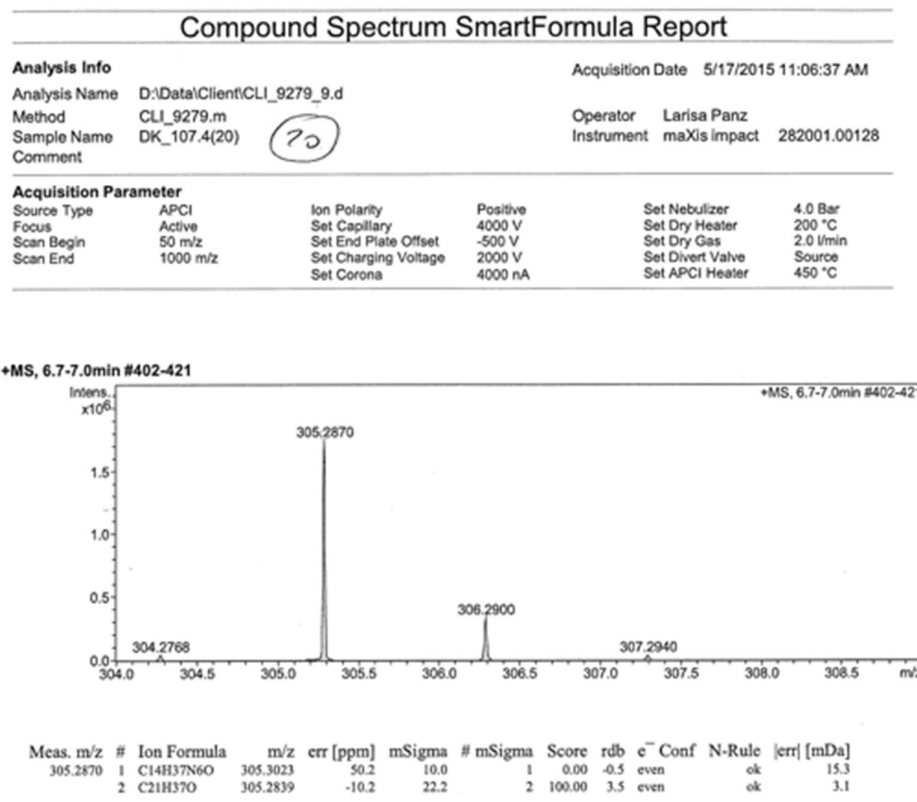 Compound Spectrum SmartFormula Report
Analysis Info
Acquisition Date 5/17/2015 11:06:37 AM
Analysis Name D:\Data\Client\CLI_9279_9.d
Method CLI_9279.m
Operator Larisa Panz
Sample Name DK_107.4(20)
20
Instrument maXis impact 282001.00128
Comment
Acquisition Parameter
Source Type APCI Ion Polarity Positive Set Nebulizer 4.0 Bar
Focus Active Set Capillary 4000 V Set Dry Heater 200 °C
Scan Begin 50 m/z Set End Plate Offset -500 V Set Dry Gas 2.0 l/min
Scan End 1000 m/z Set Charging Voltage 2000 V Set Divert Valve Source
Set Corona 4000 nA Set APCI Heater 450 °C
+MS, 6.7-7.0min #402-421
Intens.
x10⁶
+MS, 6.7-7.0min #402-421
305.2870
1.5
1.0
0.5
306.2900
304.2768
307.2940
0.0
304.0 304.5 305.0 305.5 306.0 306.5 307.0 307.5 308.0 308.5 m/z
Meas. m/z # Ion Formula m/z err [ppm] mSigma # mSigma Score rdb e⁻ Conf N-Rule |err| [mDa]
305.2870 1 C14H37N6O 305.3023 50.2 10.0 1 0.00 -0.5 even ok 15.3
2 C21H37O 305.2839 -10.2 22.2 2 100.00 3.5 even ok 3.1